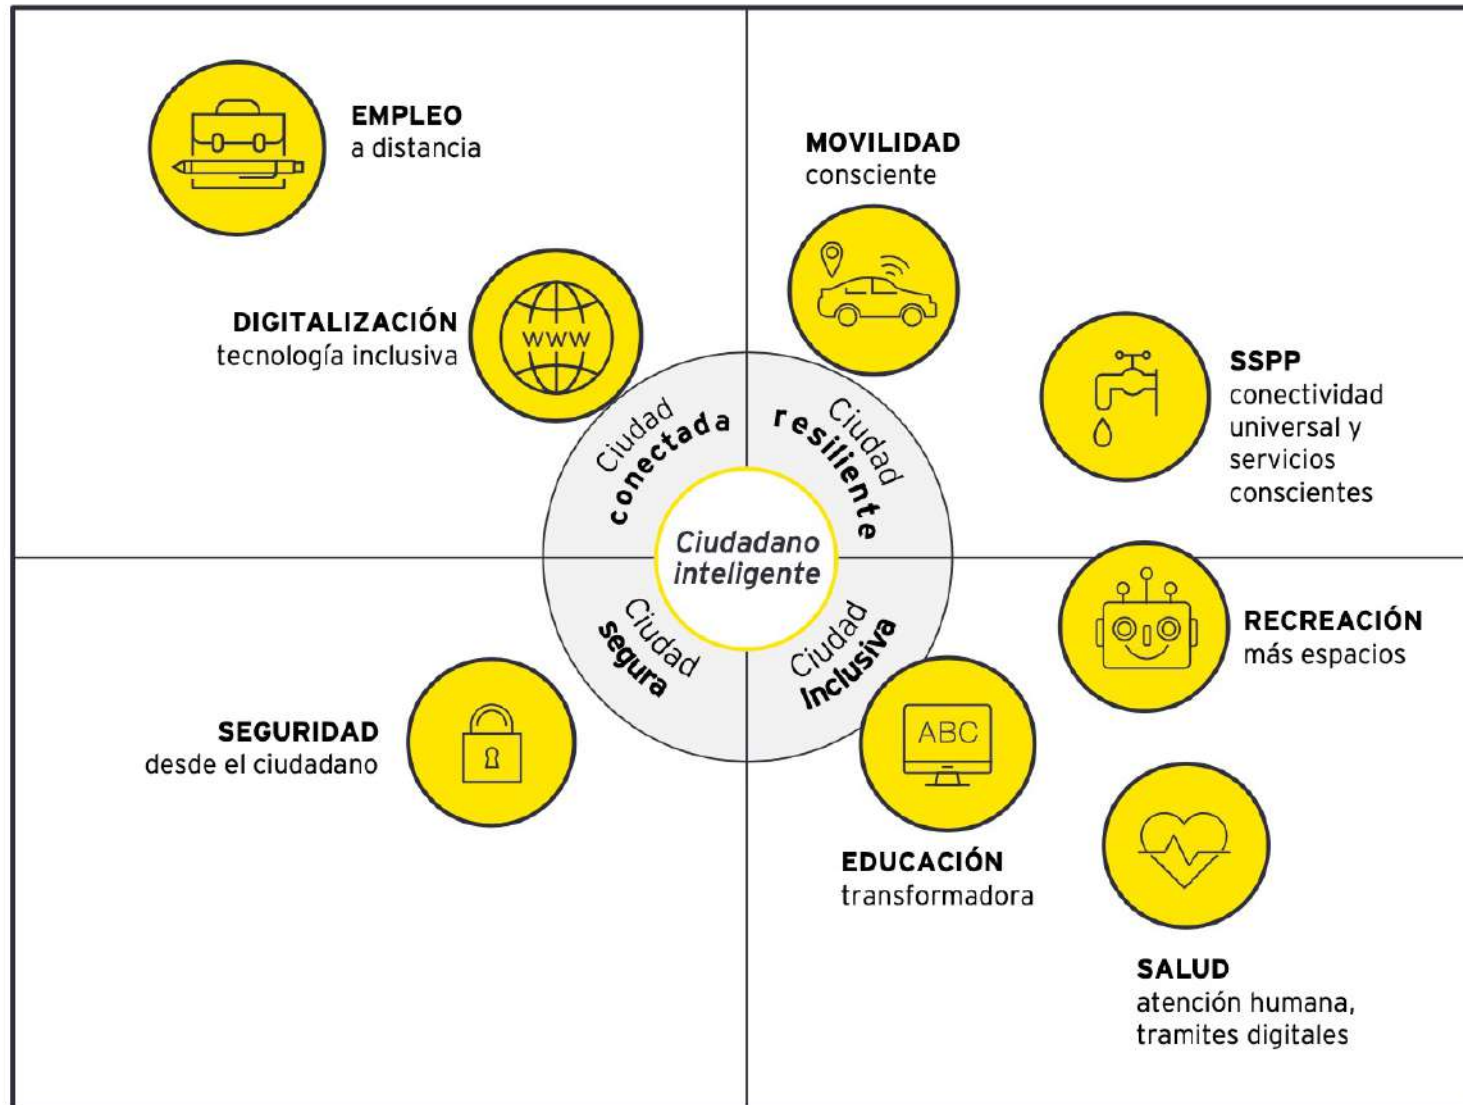 EMPLEO
a distancia
DIGITALIZACIÓN
tecnología inclusiva
WWW
MOVILIDAD
consciente
SSPP
conectividad
universal y
servicios
conscientes
Ciudad
conectada
Ciudad
resiliente
Ciudadano
inteligente
Ciudad
segura
Ciudad
Inclusiva
SEGURIDAD
desde el ciudadano
RECREACIÓN
más espacios
ABC
EDUCACIÓN
transformadora
SALUD
atención humana,
tramites digitales